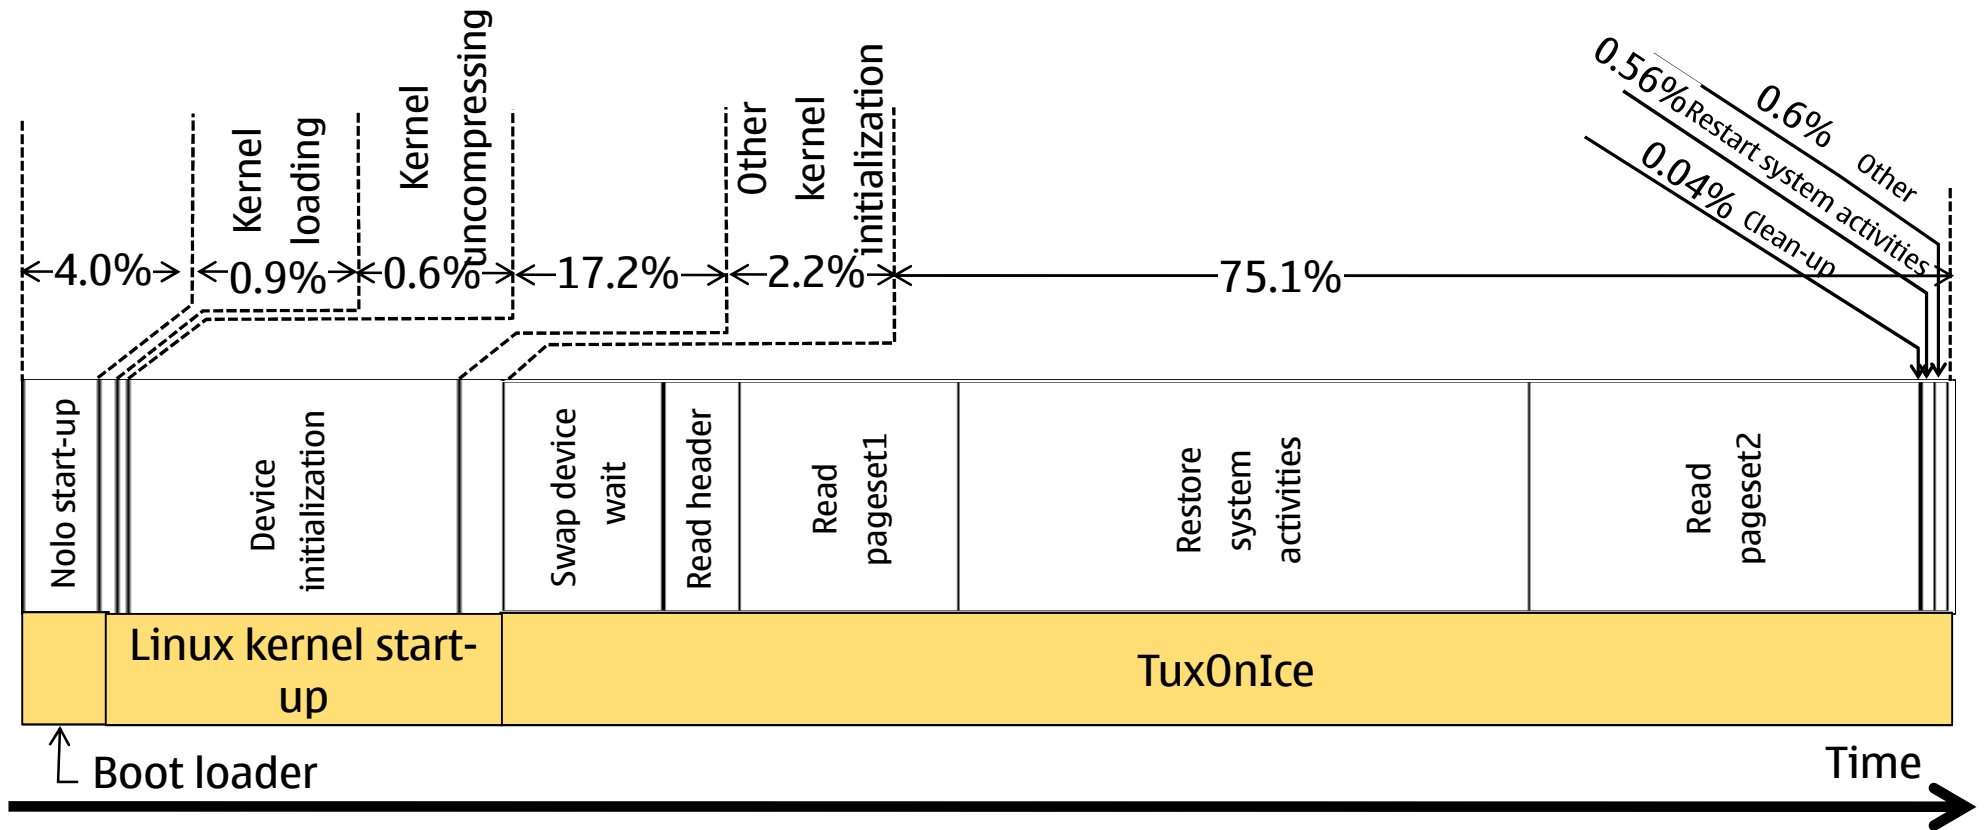 Kernel
loading
Kernel
uncompressing
Other
kernel
initialization
0.6% Other
0.56% Restart system activities
0.04% Clean-up
4.0%
0.9%
0.6%
17.2%
2.2%
75.1%
Nolo start-up
Device
initialization
Swap device
wait
Read header
Read
pageset1
Restore
system
activities
Read
pageset2
Linux kernel start-
up
TuxOnIce
Boot loader
Time